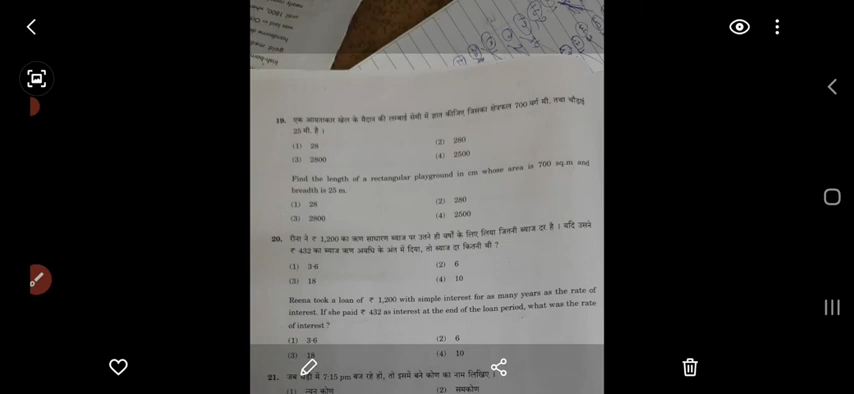 19. एक आयताकार खेल के मैदान की लम्बाई सेमी में ज्ञात कीजिए जिसका क्षेत्रफल 700 वर्ग मी. तथा चौड़ाई
25 मी. है ।
(1) 28 (2) 280
(3) 2800 (4) 2500
Find the length of a rectangular playground in cm whose area is 700 sq.m and
breadth is 25 m.
(1) 28 (2) 280
(3) 2800 (4) 2500
20. रीना ने ₹ 1,200 का ऋण साधारण ब्याज पर उतने ही वर्षों के लिए लिया जितनी ब्याज दर है । यदि उसने
₹ 432 का ब्याज ऋण अवधि के अंत में दिया, तो ब्याज दर कितनी थी ?
(1) 3·6 (2) 6
(3) 18 (4) 10
Reena took a loan of ₹ 1,200 with simple interest for as many years as the rate of
interest. If she paid ₹ 432 as interest at the end of the loan period, what was the rate
of interest ?
(1) 3·6 (2) 6
(3) 18 (4) 10
21. जब घड़ी में 7:15 pm बज रहे हों, तो इसमें बने कोण का नाम लिखिए ।
(1) न्यून कोण (2) समकोण